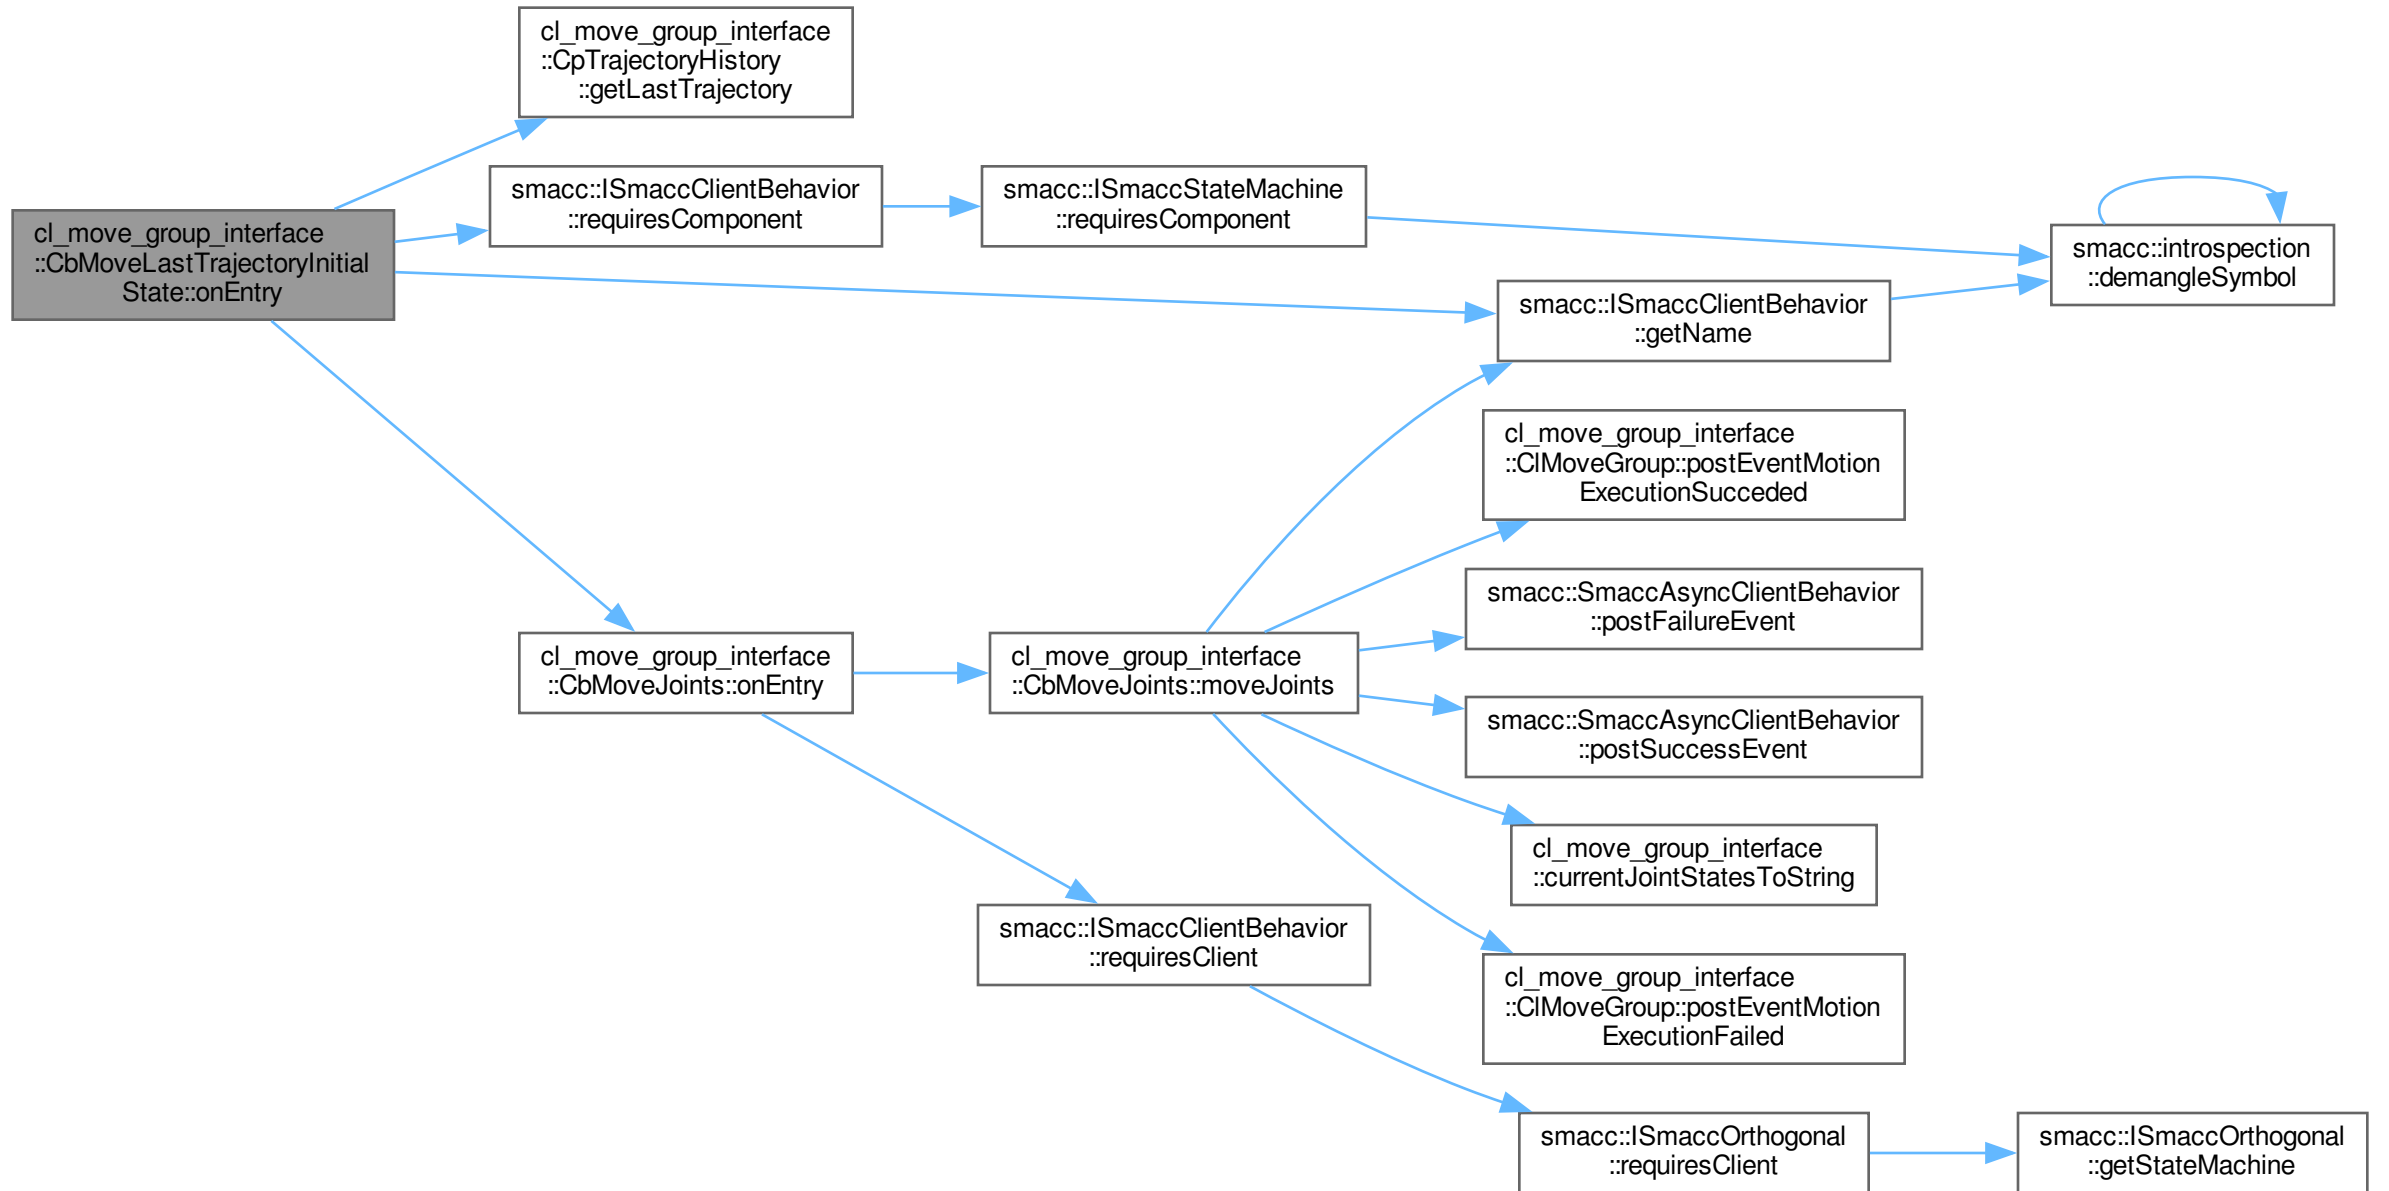 cl_move_group_interface
::CpTrajectoryHistory
::getLastTrajectory
smacc::ISmaccClientBehavior
::requiresComponent
smacc::ISmaccStateMachine
::requiresComponent
cl_move_group_interface
::CbMoveLastTrajectoryInitial
State::onEntry
smacc::introspection
::demangleSymbol
smacc::ISmaccClientBehavior
::getName
cl_move_group_interface
::ClMoveGroup::postEventMotion
ExecutionSucceded
smacc::SmaccAsyncClientBehavior
::postFailureEvent
cl_move_group_interface
::CbMoveJoints::onEntry
cl_move_group_interface
::CbMoveJoints::moveJoints
smacc::SmaccAsyncClientBehavior
::postSuccessEvent
cl_move_group_interface
::currentJointStatesToString
smacc::ISmaccClientBehavior
::requiresClient
cl_move_group_interface
::ClMoveGroup::postEventMotion
ExecutionFailed
smacc::ISmaccOrthogonal
::requiresClient
smacc::ISmaccOrthogonal
::getStateMachine